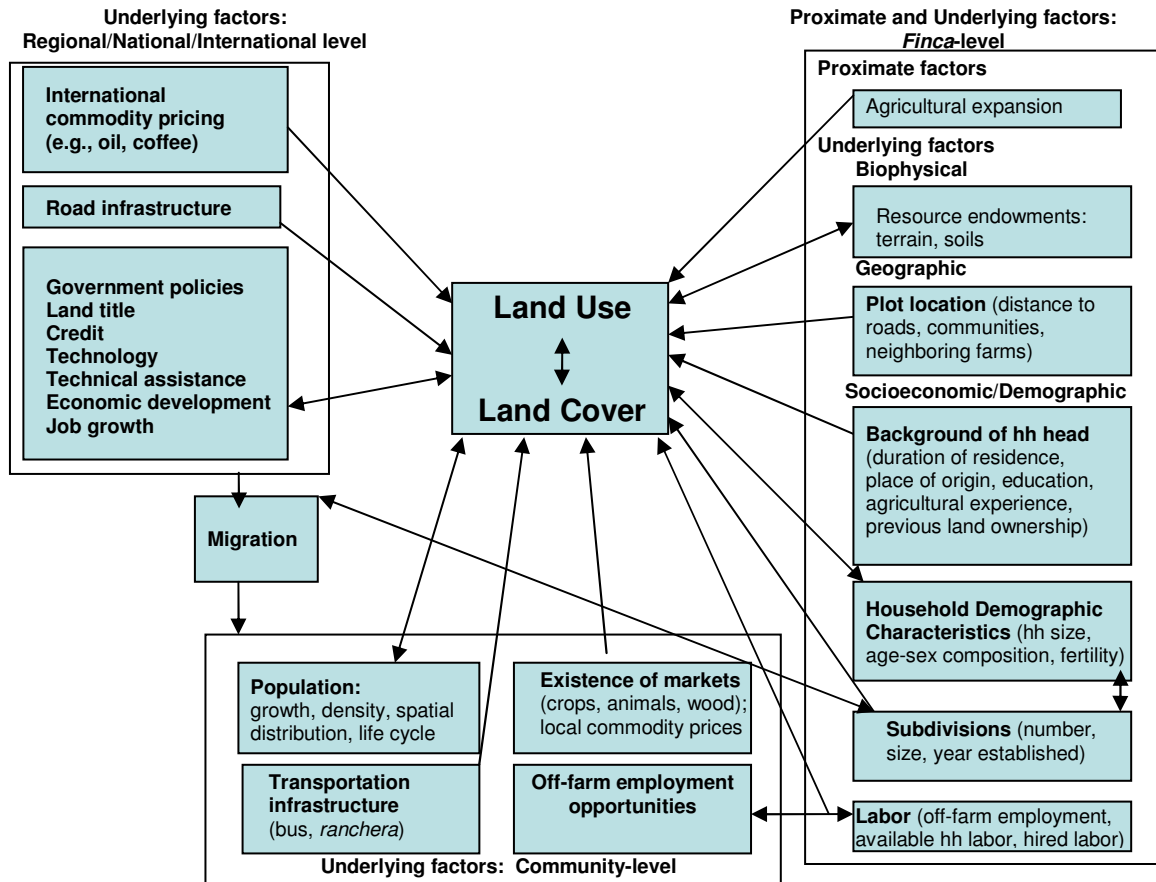 Underlying factors:
Regional/National/International level
International
commodity pricing
(e.g., oil, coffee)
Road infrastructure
Government policies
Land title
Credit
Technology
Technical assistance
Economic development
Job growth
Migration
Land Use
Land Cover
Population:
growth, density, spatial
distribution, life cycle
Existence of markets
(crops, animals, wood);
local commodity prices
Transportation
infrastructure
(bus, ranchera)
Off-farm employment
opportunities
Underlying factors: Community-level
Proximate and Underlying factors:
Finca-level
Proximate factors
Agricultural expansion
Underlying factors
Biophysical
Resource endowments:
terrain, soils
Geographic
Plot location (distance to
roads, communities,
neighboring farms)
Socioeconomic/Demographic
Background of hh head
(duration of residence,
place of origin, education,
agricultural experience,
previous land ownership)
Household Demographic
Characteristics (hh size,
age-sex composition, fertility)
Subdivisions (number,
size, year established)
Labor (off-farm employment,
available hh labor, hired labor)